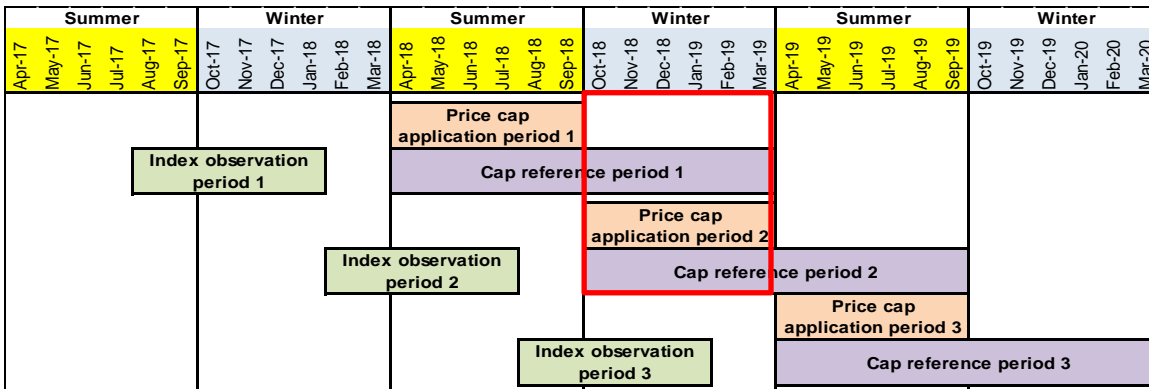 Summer Winter Summer Winter Summer Winter
Apr-17 May-17 Jun-17 Jul-17 Aug-17 Sep-17 Oct-17 Nov-17 Dec-17 Jan-18 Feb-18 Mar-18 Apr-18 May-18 Jun-18 Jul-18 Aug-18 Sep-18 Oct-18 Nov-18 Dec-18 Jan-19 Feb-19 Mar-19 Apr-19 May-19 Jun-19 Jul-19 Aug-19 Sep-19 Oct-19 Nov-19 Dec-19 Jan-20 Feb-20 Mar-20
Price cap
application period 1
Index observation
period 1
Cap reference period 1
Price cap
application period 2
Index observation
period 2
Cap reference period 2
Price cap
application period 3
Index observation
period 3
Cap reference period 3